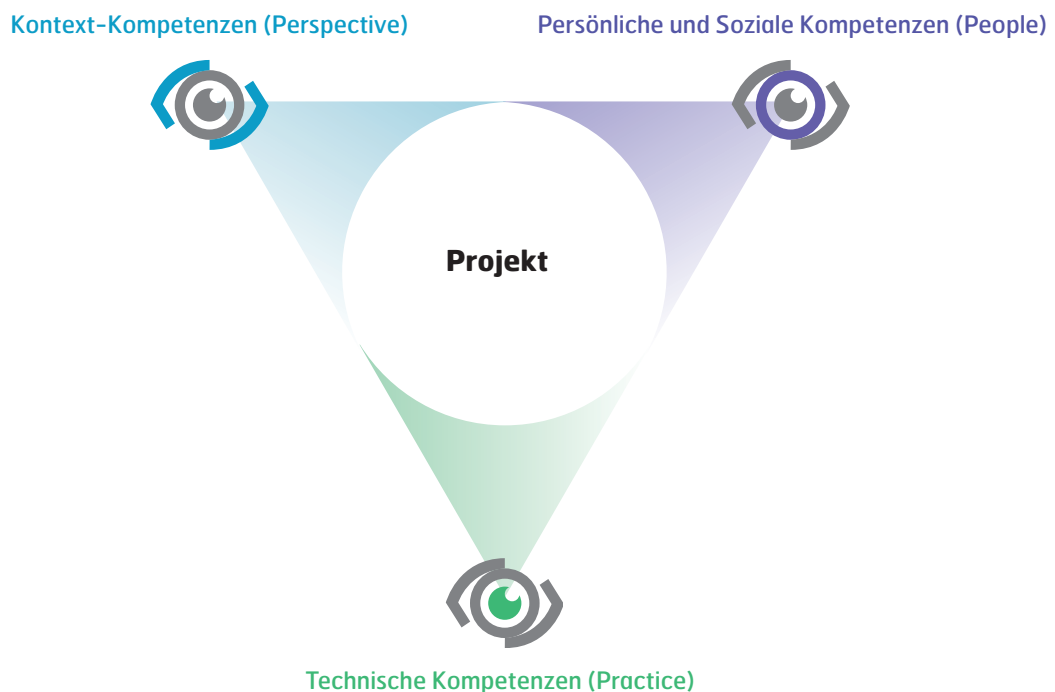 Kontext-Kompetenzen (Perspective)
Persönliche und Soziale Kompetenzen (People)
Projekt
Technische Kompetenzen (Practice)